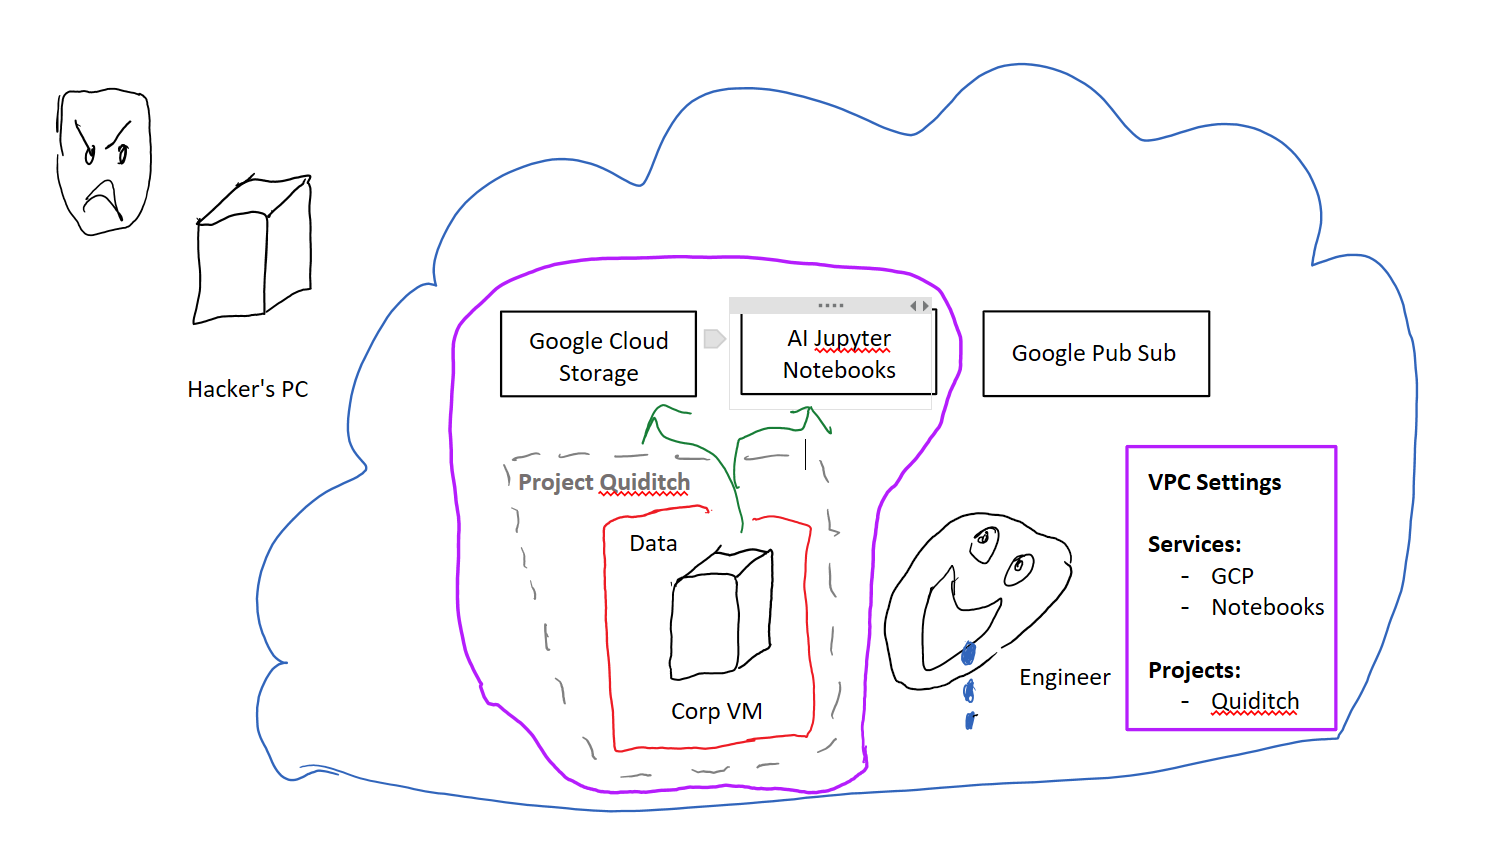 Hacker's PC
Google Cloud
Storage
AI Jupyter
Notebooks
Google Pub Sub
Project Quiditch
Data
Corp VM
Engineer
VPC Settings
Services:
- GCP
- Notebooks
Projects:
- Quiditch